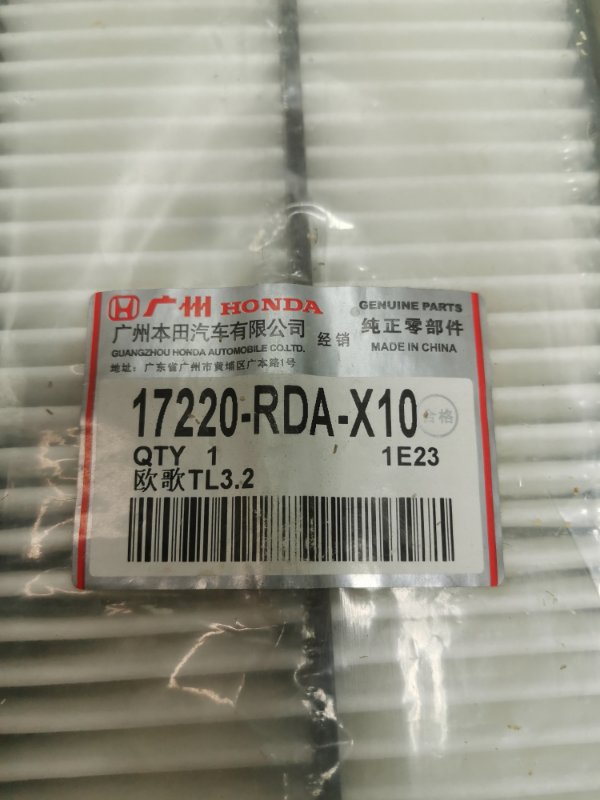 广州 HONDA
GENUINE PARTS
广州本田汽车有限公司 经销
纯正零部件
GUANGZHOU HONDA AUTOMOBILE CO.LTD.
MADE IN CHINA
地址：广东省广州市黄埔区广本路1号
17220-RDA-X10 合格
QTY 1 1E23
欧歌TL3.2